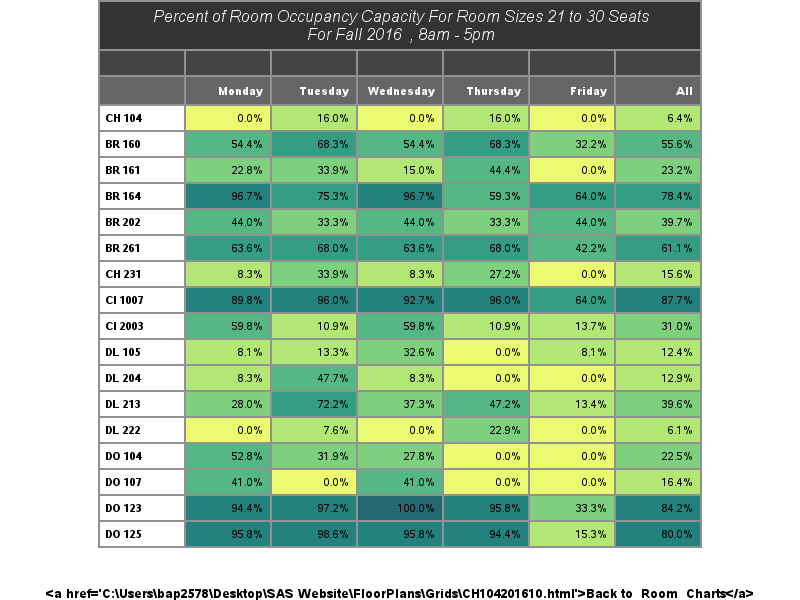 Percent of Room Occupancy Capacity For Room Sizes 21 to 30 Seats
For Fall 2016 , 8am - 5pm
Monday Tuesday Wednesday Thursday Friday All
CH 104 0.0% 16.0% 0.0% 16.0% 0.0% 6.4%
BR 160 54.4% 68.3% 54.4% 68.3% 32.2% 55.6%
BR 161 22.8% 33.9% 15.0% 44.4% 0.0% 23.2%
BR 164 96.7% 75.3% 96.7% 59.3% 64.0% 78.4%
BR 202 44.0% 33.3% 44.0% 33.3% 44.0% 39.7%
BR 261 63.6% 68.0% 63.6% 68.0% 42.2% 61.1%
CH 231 8.3% 33.9% 8.3% 27.2% 0.0% 15.6%
CI 1007 89.8% 96.0% 92.7% 96.0% 64.0% 87.7%
CI 2003 59.8% 10.9% 59.8% 10.9% 13.7% 31.0%
DL 105 8.1% 13.3% 32.6% 0.0% 8.1% 12.4%
DL 204 8.3% 47.7% 8.3% 0.0% 0.0% 12.9%
DL 213 28.0% 72.2% 37.3% 47.2% 13.4% 39.6%
DL 222 0.0% 7.6% 0.0% 22.9% 0.0% 6.1%
DO 104 52.8% 31.9% 27.8% 0.0% 0.0% 22.5%
DO 107 41.0% 0.0% 41.0% 0.0% 0.0% 16.4%
DO 123 94.4% 97.2% 100.0% 95.8% 33.3% 84.2%
DO 125 95.8% 98.6% 95.8% 94.4% 15.3% 80.0%
<a href='C:\Users\bap2578\Desktop\SAS Website\FloorPlans\Grids\CH104201610.html'>Back to Room Charts</a>